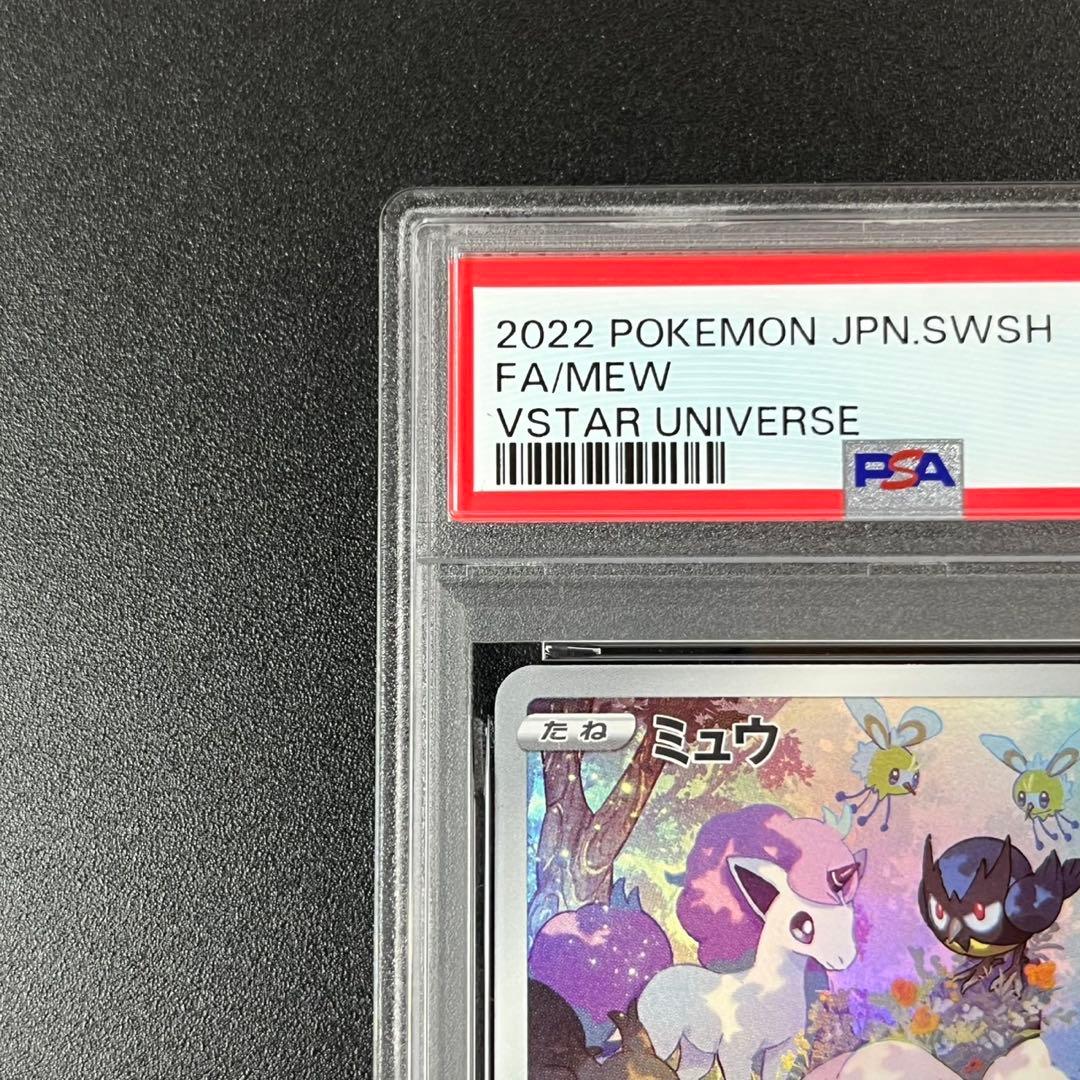 2022 POKEMON JPN.SWSH
FA/MEW
VSTAR UNIVERSE
PSA
たね ミュウ